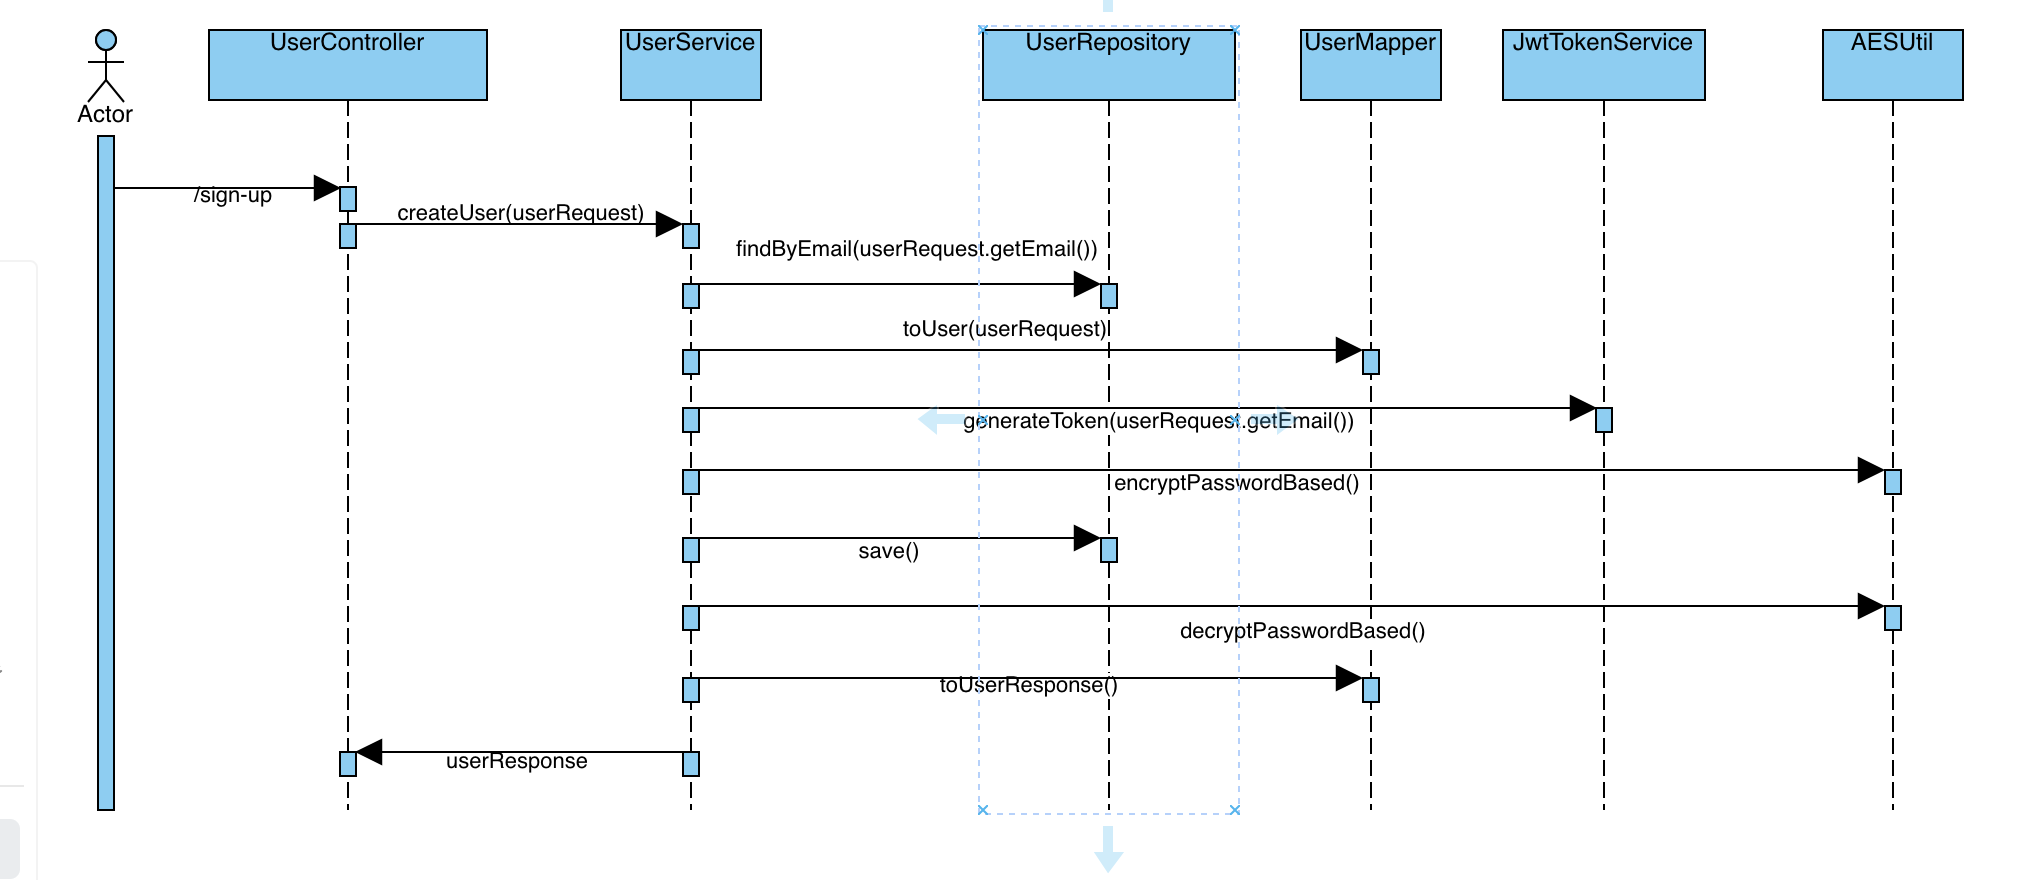 UserController
UserService
UserRepository
UserMapper
JwtTokenService
AESUtil
Actor
/sign-up
createUser(userRequest)
findByEmail(userRequest.getEmail())
toUser(userRequest)
generateToken(userRequest.getEmail())
encryptPasswordBased()
save()
decryptPasswordBased()
toUserResponse()
userResponse